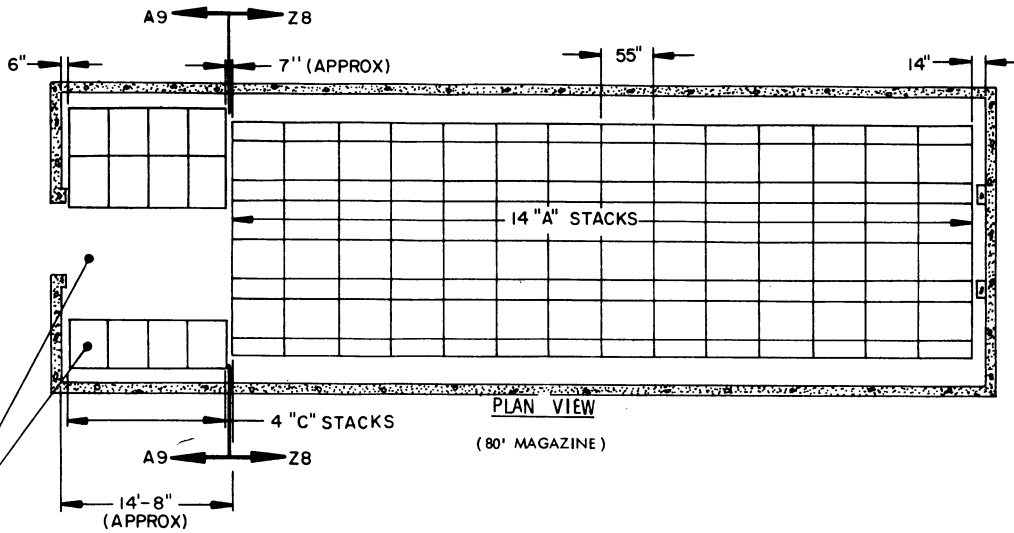 A9 Z8
6" 7'' (APPROX) 55" 14"
14 "A" STACKS
4 "C" STACKS
PLAN VIEW
(80' MAGAZINE)
A9 Z8
14'-8"
(APPROX)